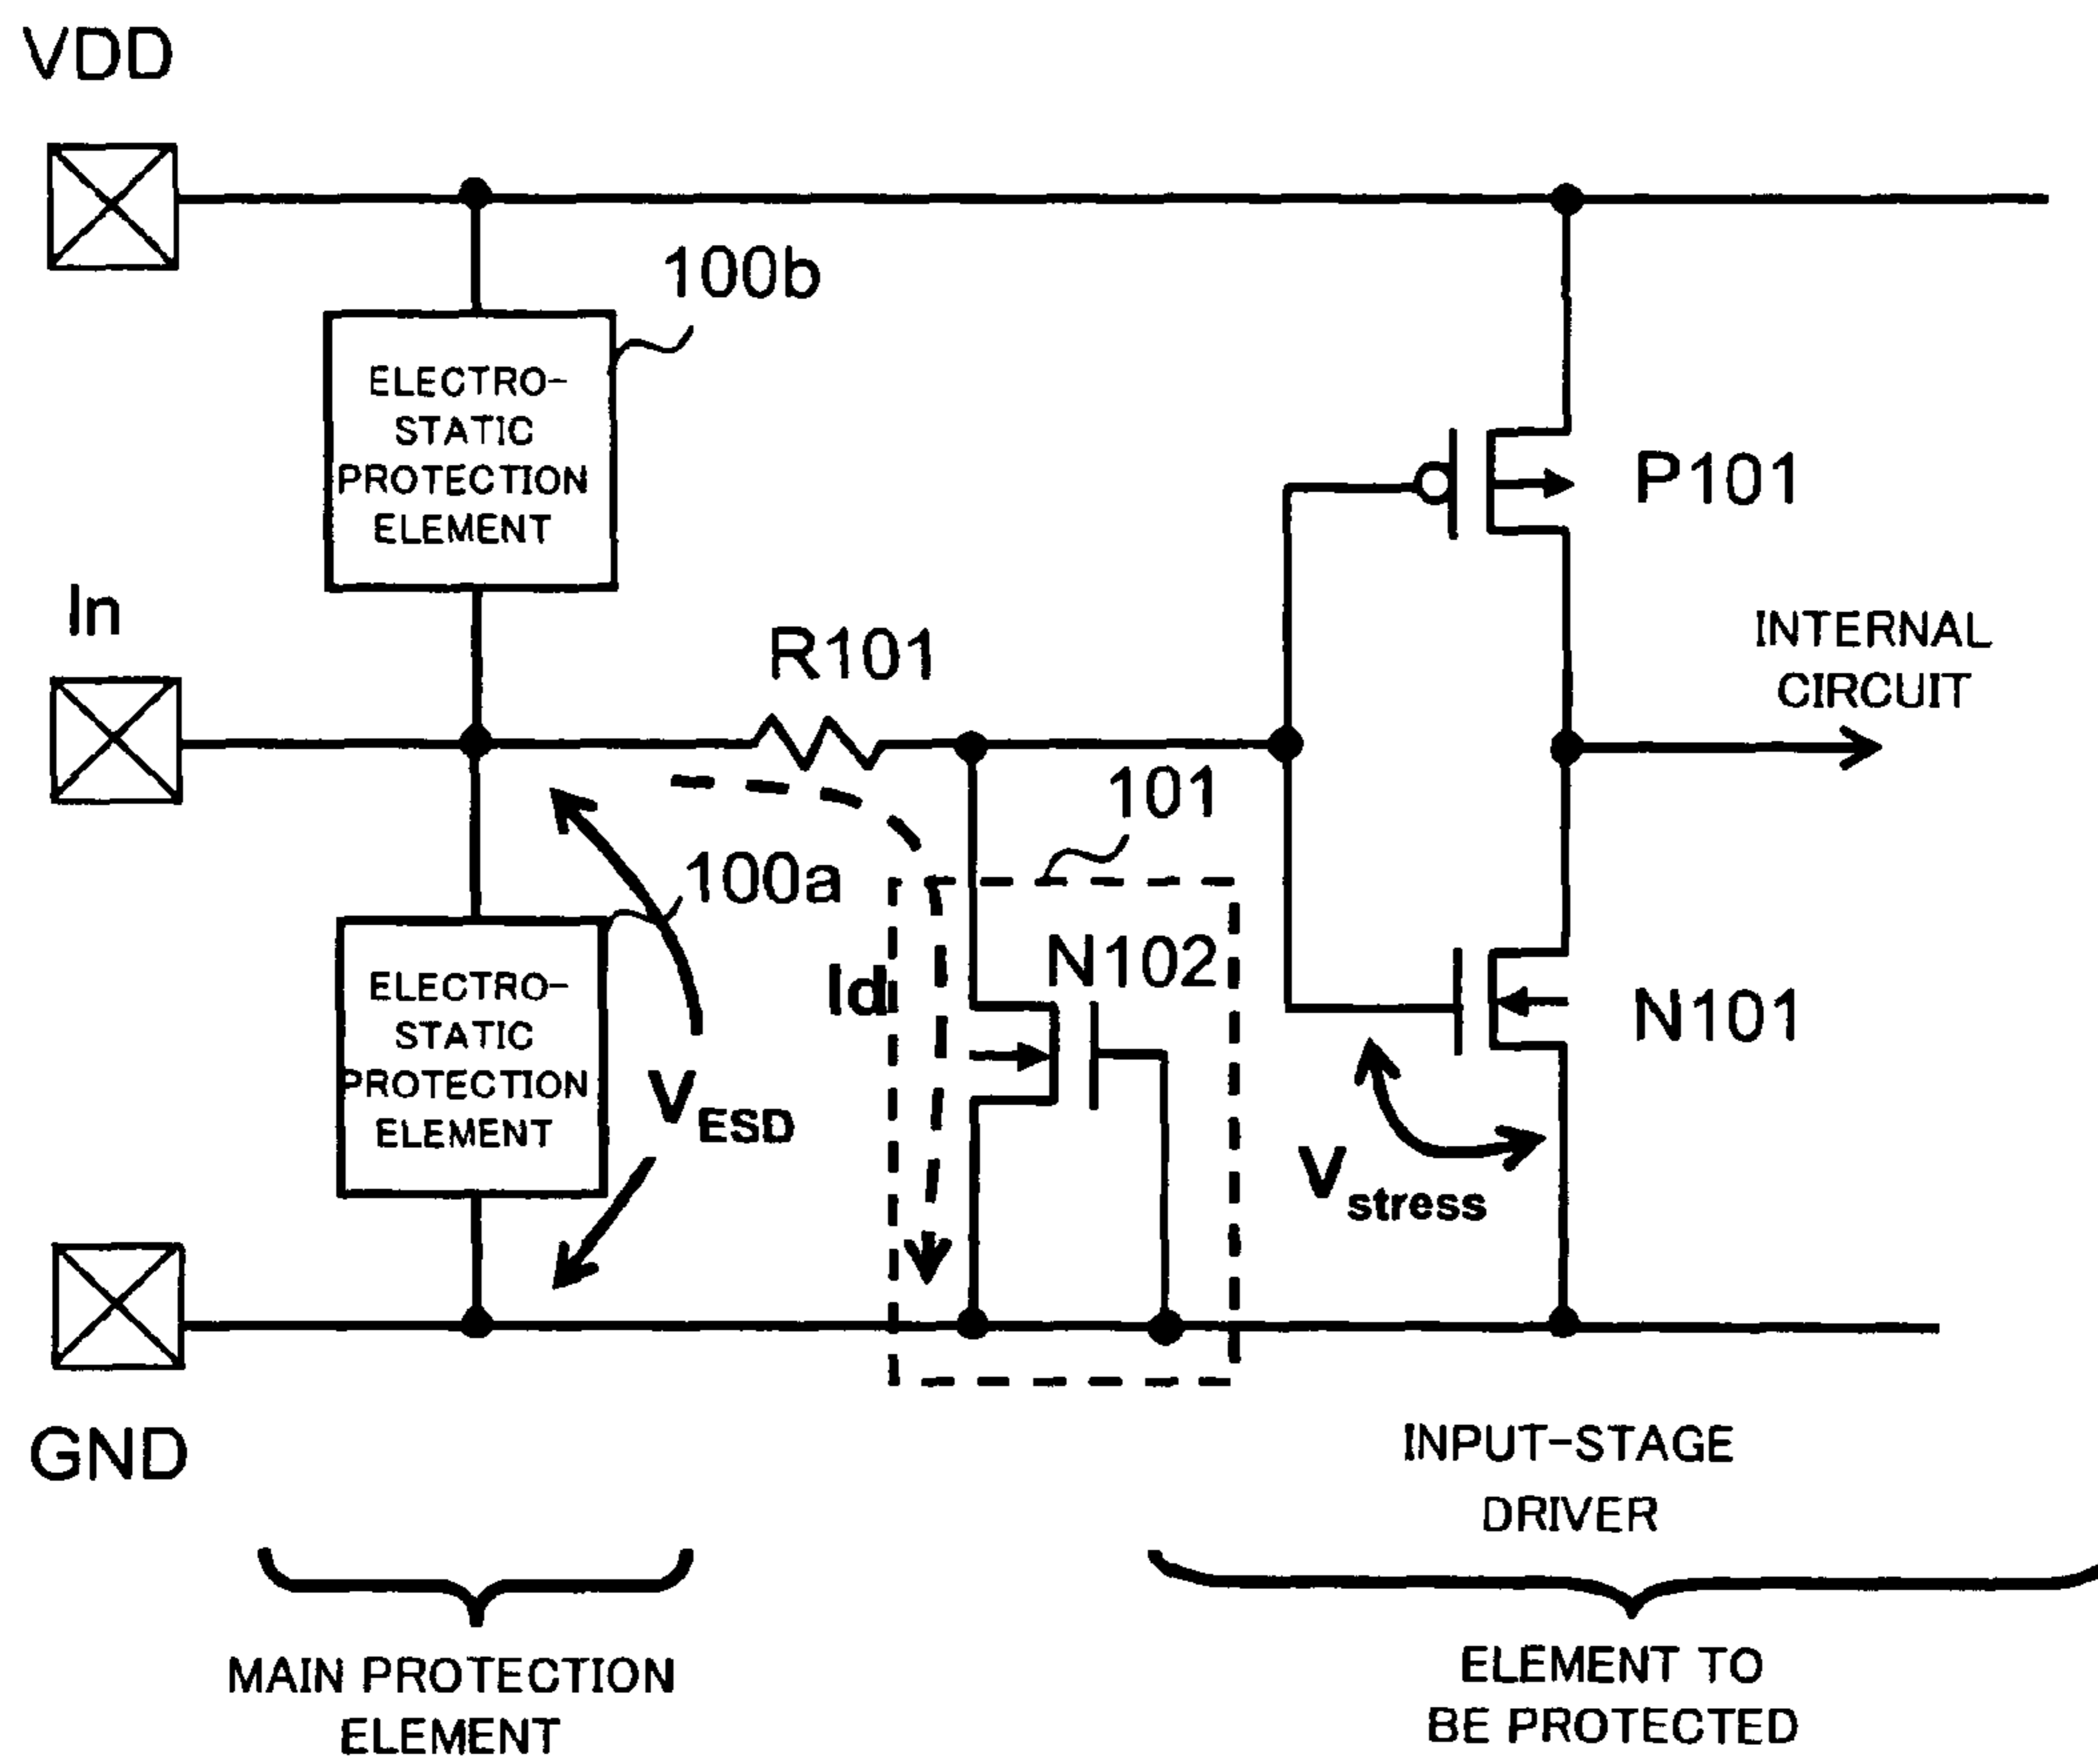 VDD
100b
ELECTRO-
STATIC
PROTECTION
ELEMENT
In
R101
P101
INTERNAL
CIRCUIT
101
100a
ELECTRO-
STATIC
PROTECTION
ELEMENT
Id
N102
N101
VESD
Vstress
GND
INPUT-STAGE
DRIVER
MAIN PROTECTION
ELEMENT
ELEMENT TO
BE PROTECTED